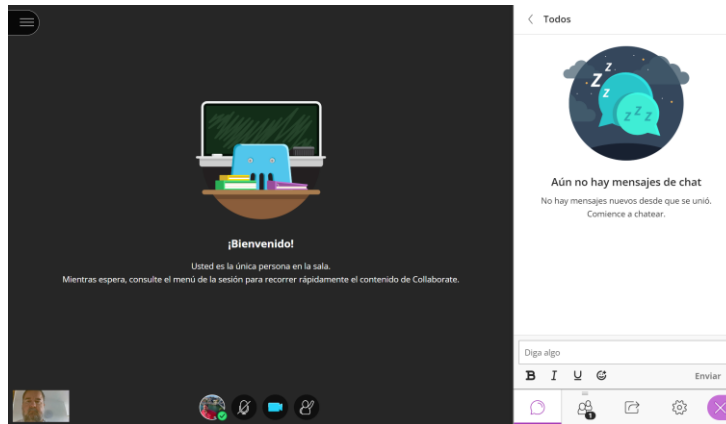 Todos
z
z
z
z z z
Aún no hay mensajes de chat
No hay mensajes nuevos desde que se unió.
Comience a chatear.
¡Bienvenido!
Usted es la única persona en la sala.
Mientras espera, consulte el menú de la sesión para recorrer rápidamente el contenido de Collaborate.
Diga algo
B I U
Enviar
1